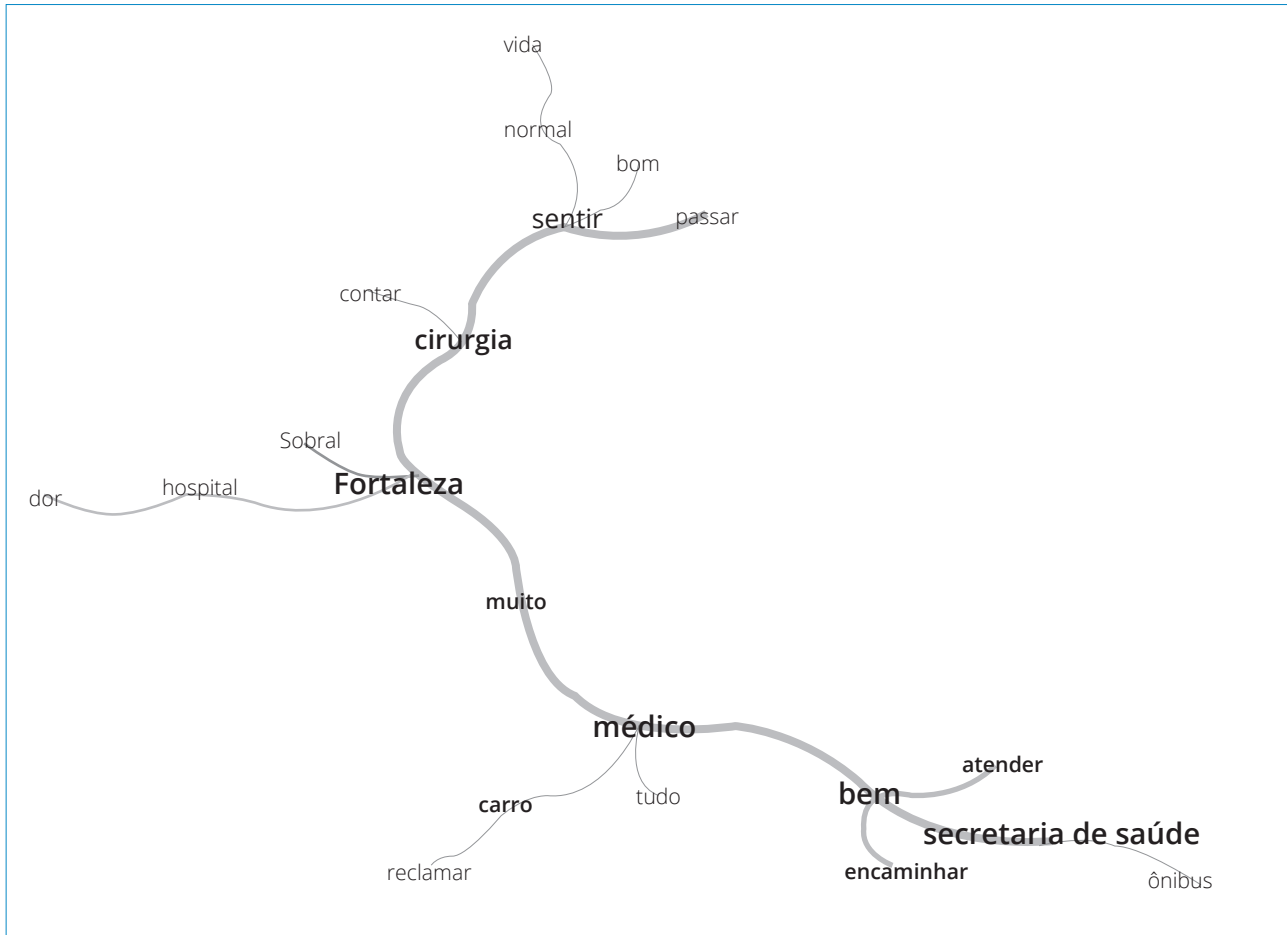 vida
normal
bom
sentir
passar
contar
cirurgia
Sobral
Fortaleza
hospital
dor
muito
médico
atender
bem
tudo
carro
secretaria de saúde
reclamar
encaminhar
ônibus